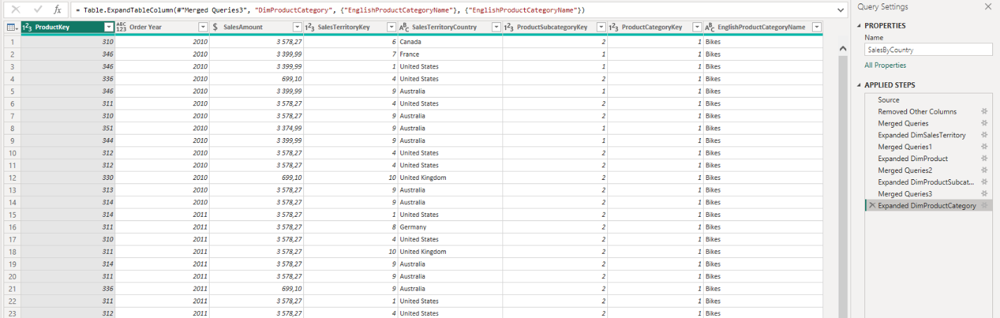 = Table.ExpandTableColumn(#"Merged Queries3", "DimProductCategory", {"EnglishProductCategoryName"}, {"EnglishProductCategoryName"})
ProductKey Order Year SalesAmount SalesTerritoryKey SalesTerritoryCountry ProductSubcategoryKey ProductCategoryKey EnglishProductCategoryName
1 310 2010 3 578,27 6 Canada 2 1 Bikes
2 346 2010 3 399,99 7 France 1 1 Bikes
3 346 2010 3 399,99 1 United States 1 1 Bikes
4 336 2010 699,10 4 United States 2 1 Bikes
5 346 2010 3 399,99 9 Australia 1 1 Bikes
6 311 2010 3 578,27 4 United States 2 1 Bikes
7 310 2010 3 578,27 9 Australia 2 1 Bikes
8 351 2010 3 374,99 9 Australia 1 1 Bikes
9 344 2010 3 399,99 9 Australia 1 1 Bikes
10 312 2010 3 578,27 4 United States 2 1 Bikes
11 312 2010 3 578,27 4 United States 2 1 Bikes
12 330 2010 699,10 10 United Kingdom 2 1 Bikes
13 313 2010 3 578,27 9 Australia 2 1 Bikes
14 314 2010 3 578,27 9 Australia 2 1 Bikes
15 314 2011 3 578,27 1 United States 2 1 Bikes
16 311 2011 3 578,27 8 Germany 2 1 Bikes
17 310 2011 3 578,27 4 United States 2 1 Bikes
18 311 2011 3 578,27 10 United Kingdom 2 1 Bikes
19 314 2011 3 578,27 9 Australia 2 1 Bikes
20 311 2011 3 578,27 9 Australia 2 1 Bikes
21 336 2011 699,10 9 Australia 2 1 Bikes
22 311 2011 3 578,27 1 United States 2 1 Bikes
23 312 2011 3 578,27 4 United States 2 1 Bikes
Query Settings
PROPERTIES
Name
SalesByCountry
All Properties
APPLIED STEPS
Source
Removed Other Columns
Merged Queries
Expanded DimSalesTerritory
Merged Queries1
Expanded DimProduct
Merged Queries2
Expanded DimProductSubcat...
Merged Queries3
Expanded DimProductCategory